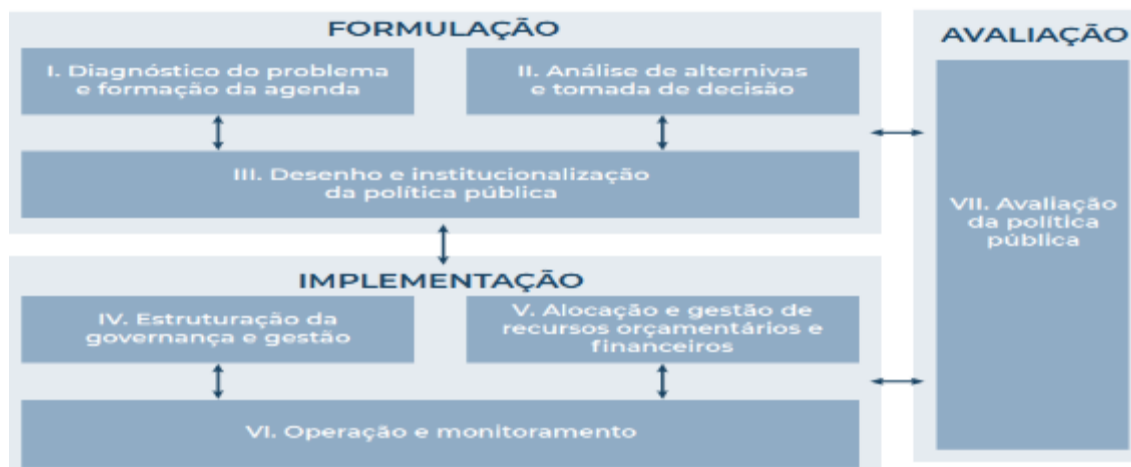 FORMULAÇÃO
I. Diagnóstico do problema
e formação da agenda
II. Análise de alternivas
e tomada de decisão
III. Desenho e institucionalização
da política pública
IMPLEMENTAÇÃO
IV. Estruturação da
governança e gestão
V. Alocação e gestão de
recursos orçamentários e
financeiros
VI. Operação e monitoramento
AVALIAÇÃO
VII. Avaliação
da política
pública